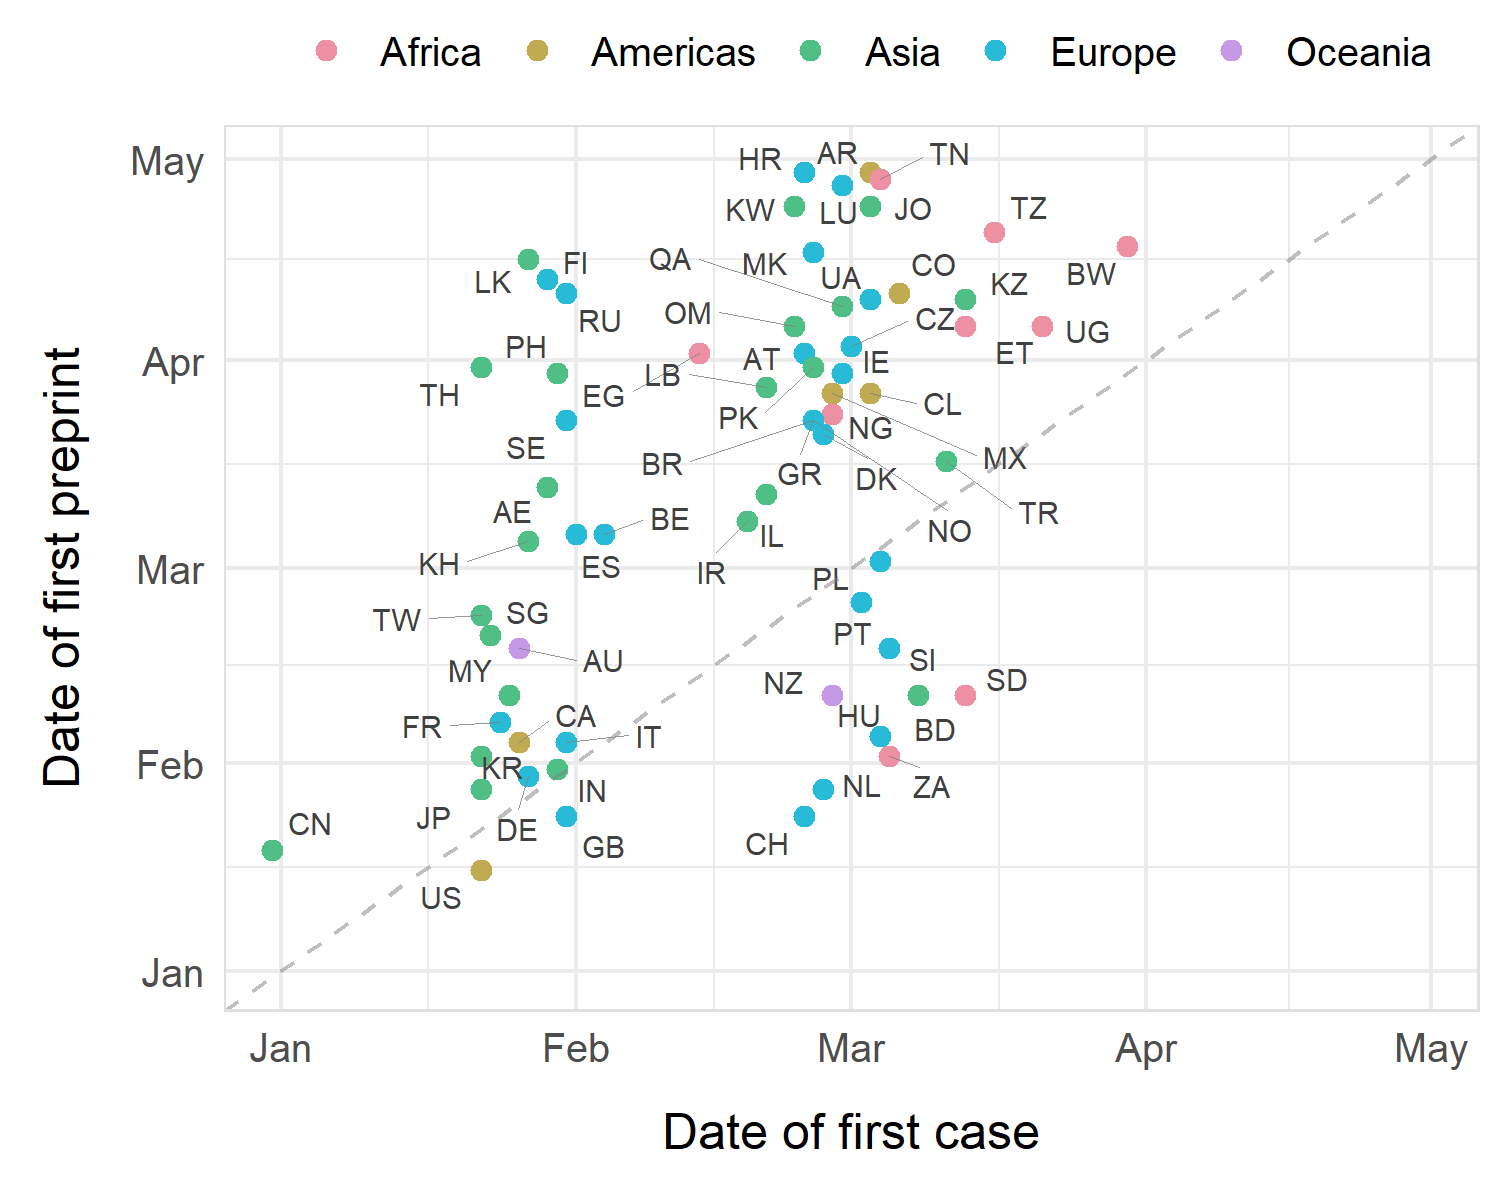 Africa Americas Asia Europe Oceania
Date of first preprint
May
Apr
Mar
Feb
Jan
HR AR TN
KW LU JO TZ
QA MK UA CO KZ BW
LK FI
RU OM CZ ET UG
PH AT IE
TH EG LB CL
SE PK NG
BR GR DK MX
AE BE IL NO TR
KH ES IR PL
TW SG PT
MY AU NZ SI SD
FR CA IT HU BD
KR IN NL ZA
CN JP DE GB CH
US
Jan Feb Mar Apr May
Date of first case